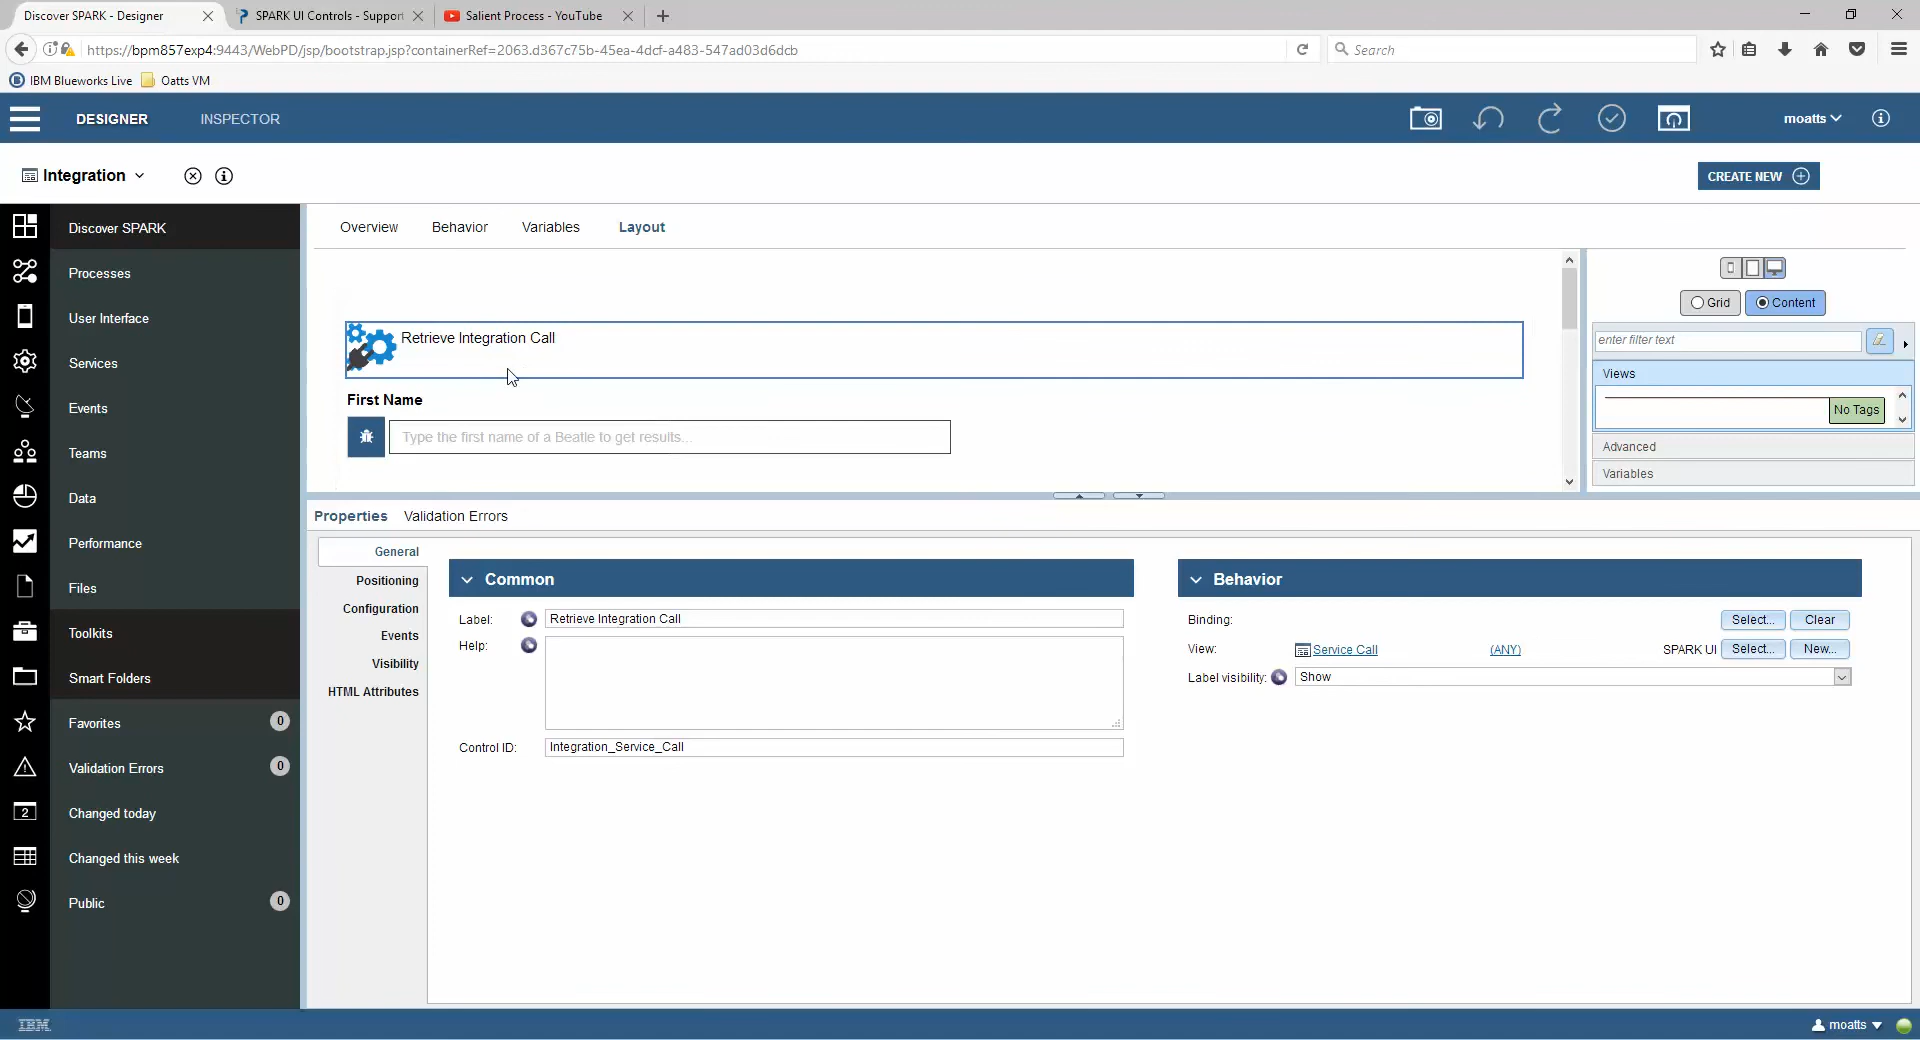 Discover SPARK - Designer
SPARK UI Controls - Support
Salient Process - YouTube
https://bpm857exp4:9443/WebPD/jsp/bootstrap.jsp?containerRef=2063.d367c75b-45ea-4dcf-a483-547ad03d6dcb
Search
IBM Blueworks Live
Oatts VM
DESIGNER
INSPECTOR
moatts
Integration
CREATE NEW
Discover SPARK
Processes
User Interface
Services
Events
Teams
Data
Performance
Files
Toolkits
Smart Folders
Favorites 0
Validation Errors 0
Changed today
2
Changed this week
Public 0
Overview
Behavior
Variables
Layout
Retrieve Integration Call
First Name
Type the first name of a Beatle to get results...
Grid
Content
enter filter text
Views
No Tags
Advanced
Variables
Properties
Validation Errors
General
Positioning
Configuration
Events
Visibility
HTML Attributes
Common
Label: Retrieve Integration Call
Help:
Control ID: Integration_Service_Call
Behavior
Binding: Select... Clear
View: Service Call (ANY) SPARK UI Select... New...
Label visibility: Show
IBM
moatts